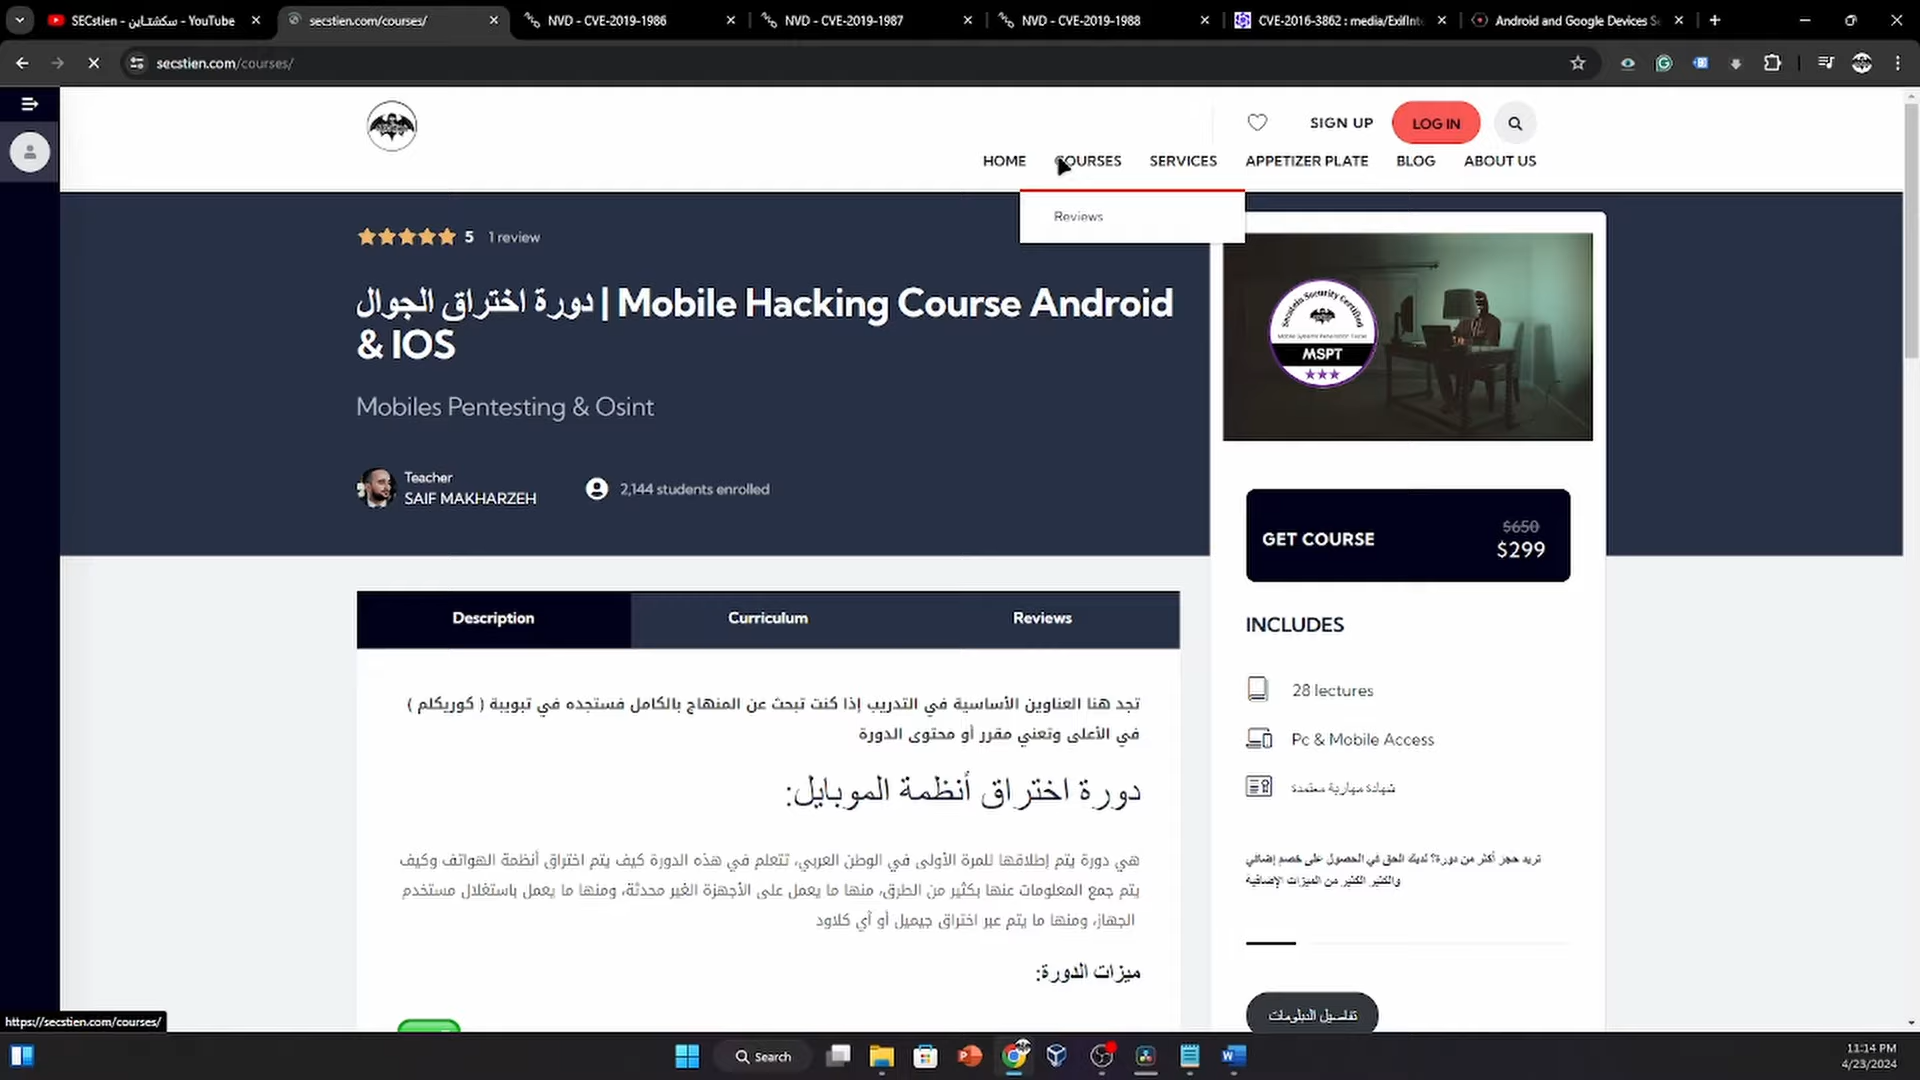 SECstien سكشتاين - YouTube
secstien.com/courses/
NVD - CVE-2019-1986
NVD - CVE-2019-1987
NVD - CVE-2019-1988
CVE-2016-3862 : media/ExifInte
Android and Google Devices Se
secstien.com/courses/
SIGN UP
LOG IN
HOME
COURSES
SERVICES
APPETIZER PLATE
BLOG
ABOUT US
Reviews
5
1 review
دورة اختراق الجوال | Mobile Hacking Course Android
& IOS
Mobiles Pentesting & Osint
Teacher
SAIF MAKHARZEH
2,144 students enrolled
MSPT
GET COURSE
$650
$299
INCLUDES
28 lectures
Pc & Mobile Access
شهادة مهارية معتمدة
تريد حجز أكثر من دورة؟ لديك الحق في الحصول على خصم إضافي
والكثير الكثير من الميزات الإضافية
تفاصيل الدبلومات
Description
Curriculum
Reviews
تجد هنا العناوين الأساسية في التدريب إذا كنت تبحث عن المنهاج بالكامل فستجده في تبويبة ( كوريكلم )
في الأعلى وتعني مقرر أو محتوى الدورة
دورة اختراق أنظمة الموبايل:
هي دورة يتم إطلاقها للمرة الأولى في الوطن العربي، تتعلم في هذه الدورة كيف يتم اختراق أنظمة الهواتف وكيف
يتم جمع المعلومات عنها بكثير من الطرق، منها ما يعمل على الأجهزة الغير محدثة، ومنها ما يعمل باستغلال مستخدم
الجهاز، ومنها ما يتم عبر اختراق جيميل أو آي كلاود
ميزات الدورة:
https://secstien.com/courses/
Search
11:14 PM
4/23/2024